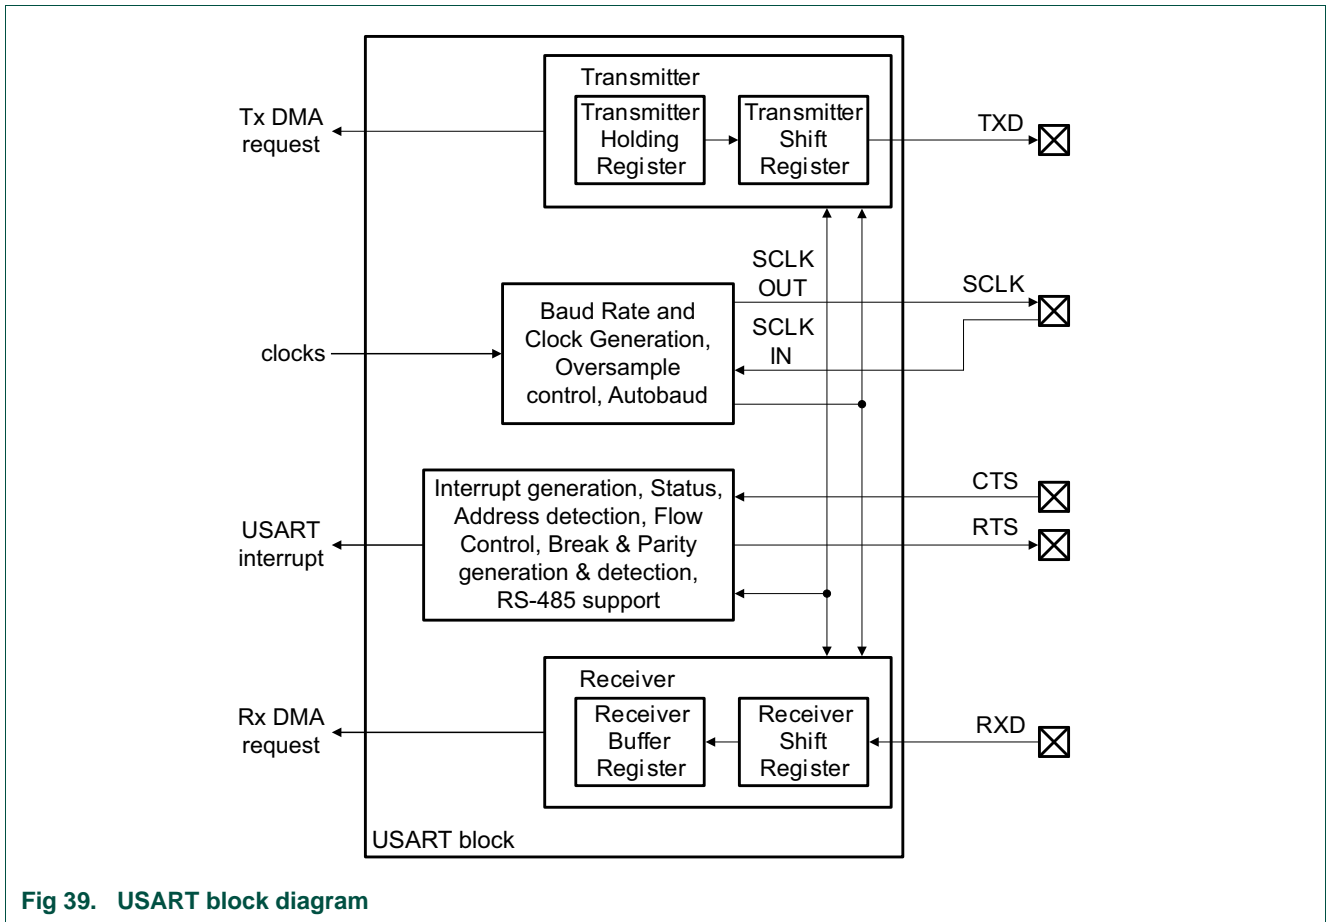 Transmitter
Transmitter
Holding
Register
Transmitter
Shift
Register
Tx DMA
request
TXD
SCLK
OUT
SCLK
Baud Rate and
Clock Generation,
Oversample
control, Autobaud
SCLK
IN
clocks
Interrupt generation, Status,
Address detection, Flow
Control, Break & Parity
generation & detection,
RS-485 support
CTS
RTS
USART
interrupt
Receiver
Receiver
Buffer
Register
Receiver
Shift
Register
Rx DMA
request
RXD
USART block
Fig 39. USART block diagram